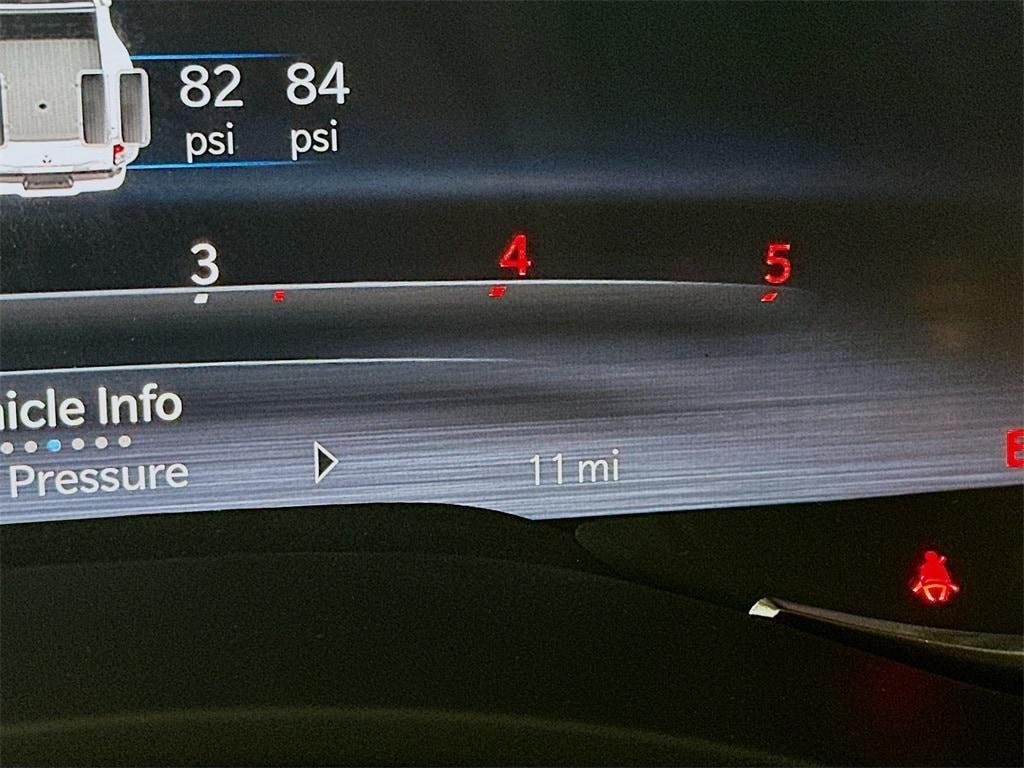 82 84
psi psi
3 4 5
hicle Info
Pressure
11 mi
E